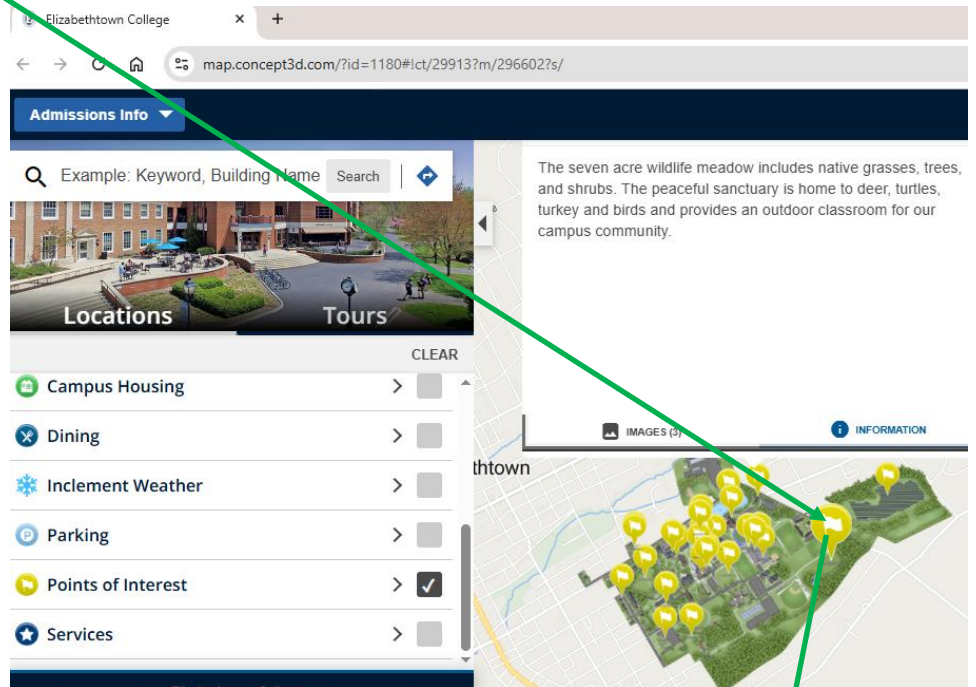 Elizabethtown College
map.concept3d.com/?id=1180#!ct/29913?m/296602?s/
Admissions Info
Example: Keyword, Building Name
Search
Locations
Tours
CLEAR
Campus Housing
Dining
Inclement Weather
Parking
Points of Interest
Services
The seven acre wildlife meadow includes native grasses, trees,
and shrubs. The peaceful sanctuary is home to deer, turtles,
turkey and birds and provides an outdoor classroom for our
campus community.
IMAGES (3)
INFORMATION
thtown